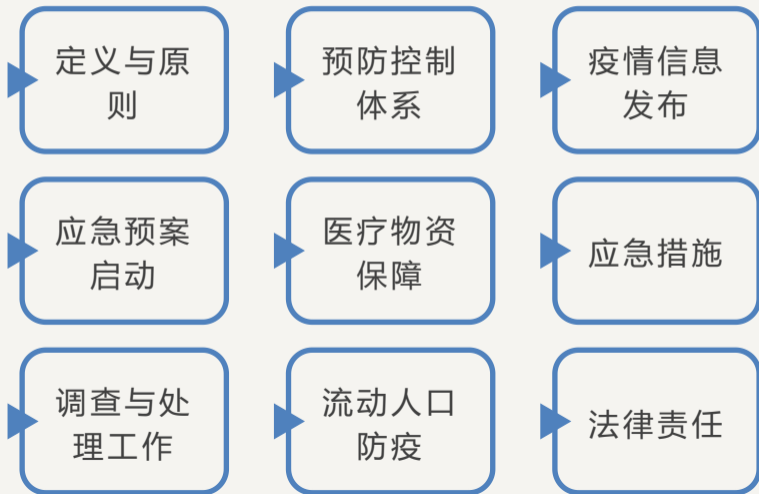 定义与原
则
预防控制
体系
疫情信息
发布
应急预案
启动
医疗物资
保障
应急措施
调查与处
理工作
流动人口
防疫
法律责任